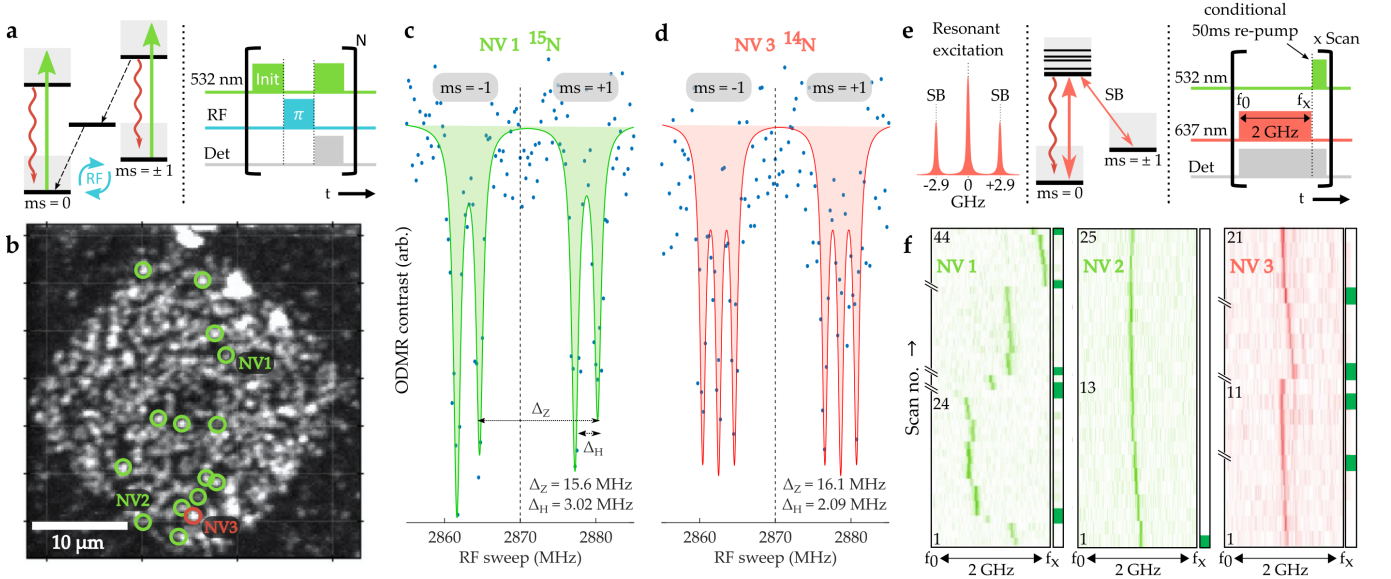 a
532 nm
RF
Det
Init
π
N
t
RF
ms = 0
ms = ± 1
b
NV1
NV2
NV3
10 µm
c
NV 1 ¹⁵N
ms = -1
ms = +1
ODMR contrast (arb.)
Δ_Z
Δ_H
Δ_Z = 15.6 MHz
Δ_H = 3.02 MHz
2860
2870
2880
RF sweep (MHz)
d
NV 3 ¹⁴N
ms = -1
ms = +1
Δ_Z = 16.1 MHz
Δ_H = 2.09 MHz
2860
2870
2880
RF sweep (MHz)
e
Resonant
excitation
SB
SB
-2.9
0
+2.9
GHz
SB
ms = ± 1
ms = 0
conditional
50ms re-pump
x Scan
532 nm
f₀
fₓ
2 GHz
637 nm
Det
t
f
Scan no. →
44
NV 1
24
1
f₀
2 GHz
fₓ
25
NV 2
13
1
f₀
2 GHz
fₓ
21
NV 3
11
1
f₀
2 GHz
fₓ